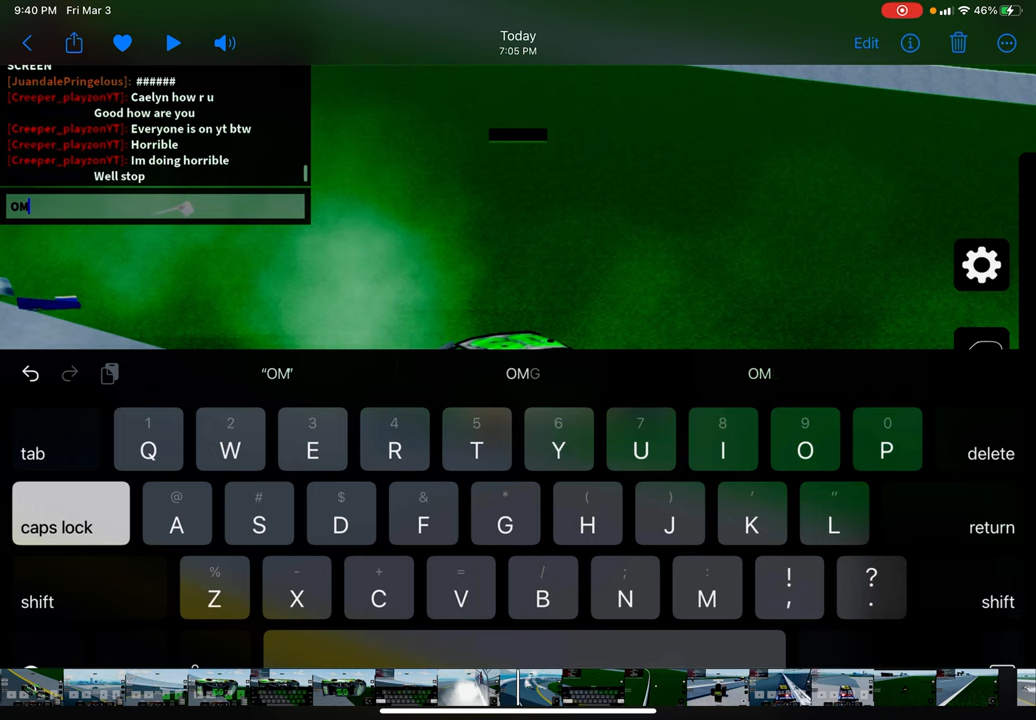 9:40 PM Fri Mar 3
46%
Today
7:05 PM
Edit
SCREEN
[JuandalePringelous]: ######
[Creeper_playzonYT]: Caelyn how r u
Good how are you
[Creeper_playzonYT]: Everyone is on yt btw
[Creeper_playzonYT]: Horrible
[Creeper_playzonYT]: Im doing horrible
Well stop
OM
“OM” OMG OM
1 2 3 4 5 6 7 8 9 0
tab Q W E R T Y U I O P delete
@ # $ & * ( ) ' "
caps lock A S D F G H J K L return
% - + = / ; : ! ?
shift Z X C V B N M , . shift